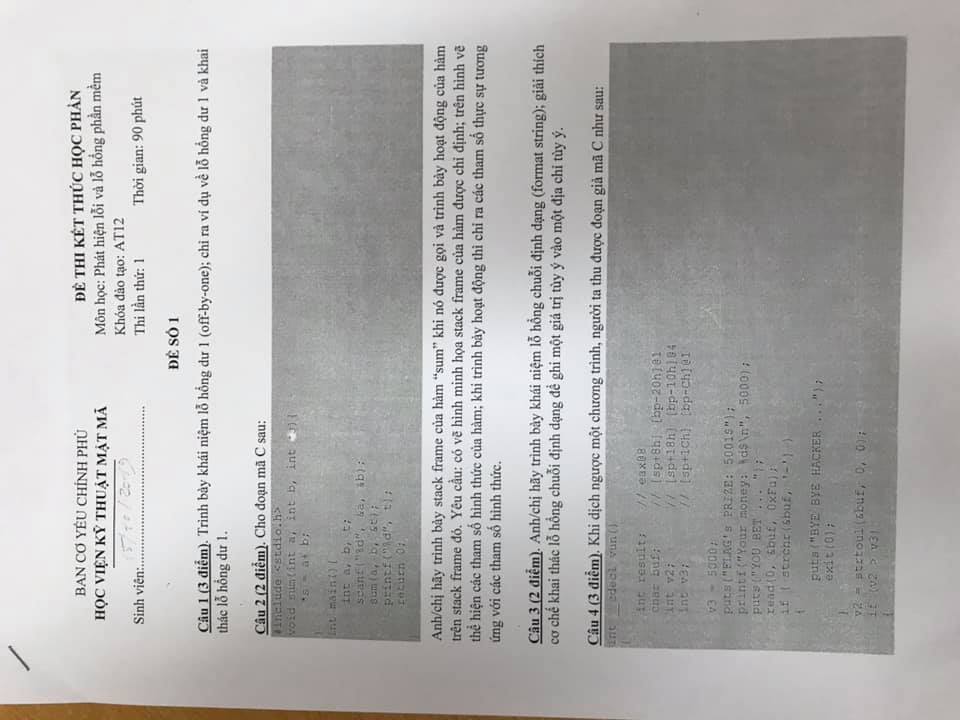 BAN CƠ YẾU CHÍNH PHỦ
HỌC VIỆN KỸ THUẬT MẬT MÃ
15/10/2019
Sinh viên:............................................
ĐỀ THI KẾT THÚC HỌC PHẦN
Môn học: Phát hiện lỗi và lỗ hổng phần mềm
Khóa đào tạo: AT12
Thi lần thứ: 1 Thời gian: 90 phút
ĐỀ SỐ 1
Câu 1 (3 điểm). Trình bày khái niệm lỗ hổng dư 1 (off-by-one); chỉ ra ví dụ về lỗ hổng dư 1 và khai
thác lỗ hổng dư 1.
Câu 2 (2 điểm). Cho đoạn mã C sau:
#include <stdio.h>
void sum(int a, int b, int
*s = a+ b;
}
int main(){
int a, b, t;
scanf("%d", &a, &b);
sum(a, b, &t);
printf("%d", t);
return 0;
Anh/chị hãy trình bày stack frame của hàm “sum” khi nó được gọi và trình bày hoạt động của hàm
trên stack frame đó. Yêu cầu: có vẽ hình minh họa stack frame của hàm được chỉ định; trên hình vẽ
thể hiện các tham số hình thức của hàm; khi trình bày hoạt động thì chỉ ra các tham số thực sự tương
ứng với các tham số hình thức.
Câu 3 (2 điểm). Anh/chị hãy trình bày khái niệm lỗ hổng chuỗi định dạng (format string); giải thích
cơ chế khai thác lỗ hổng chuỗi định dạng để ghi một giá trị tùy ý vào một địa chỉ tùy ý.
Câu 4 (3 điểm). Khi dịch ngược một chương trình, người ta thu được đoạn giả mã C như sau:
int __cdecl vun()
{
int result; // eax@8
char buf; // [sp+8h] [bp-20h]@1
int v2; // [sp+18h] [bp-10h]@4
int v3; // [sp+1Ch] [bp-Ch]@1
v3 = 5000;
puts("FLAG's PRIZE: 5001$");
printf("Your money: %d$\n", 5000);
puts("YOU BET ... ");
read(0, &buf, 0xFu);
if ( strchr(&buf, '-') )
{
puts("BYE BYE HACKER ...");
exit(0);
}
v2 = strtoul(&buf, 0, 0);
if (v2 > v3)
{